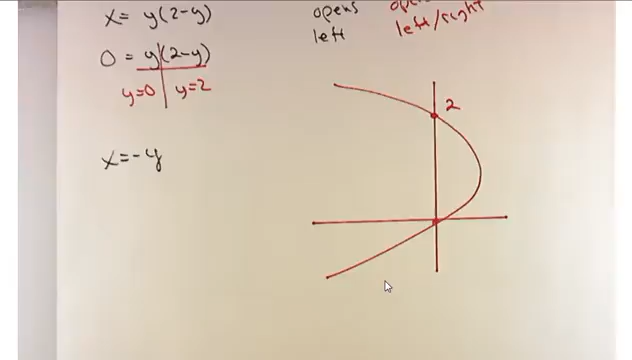 x = y(2-y)
opens
left
left/right
0 = y(2-y)
y=0 | y=2
2
x=-y